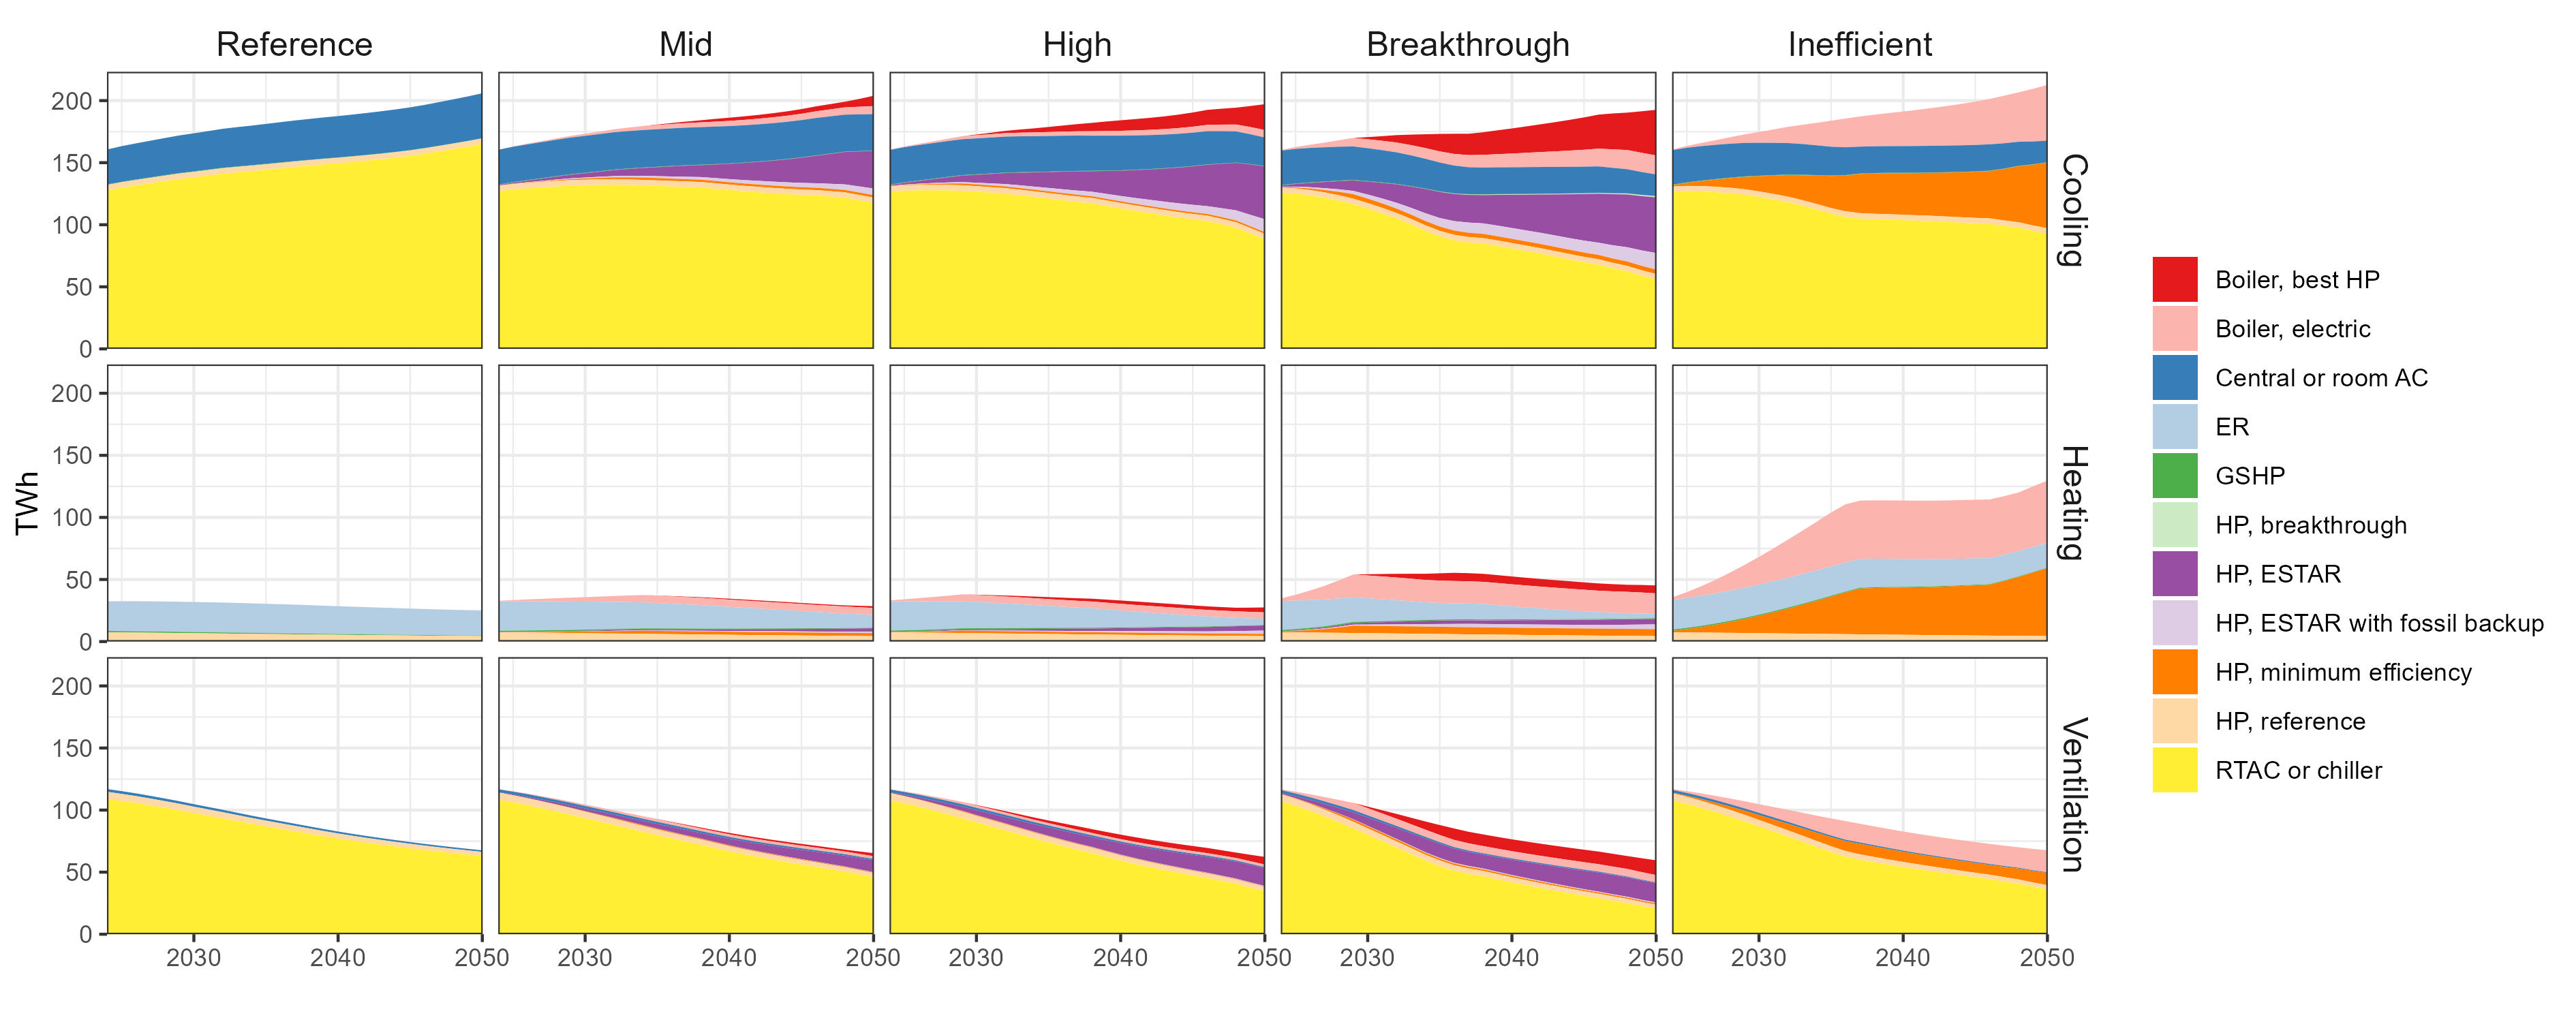 Reference Mid High Breakthrough Inefficient
TWh
200
150
100
50
0
Cooling
200
150
100
50
0
Heating
200
150
100
50
0
Ventilation
2030 2040 2050 2030 2040 2050 2030 2040 2050 2030 2040 2050 2030 2040 2050
Boiler, best HP
Boiler, electric
Central or room AC
ER
GSHP
HP, breakthrough
HP, ESTAR
HP, ESTAR with fossil backup
HP, minimum efficiency
HP, reference
RTAC or chiller